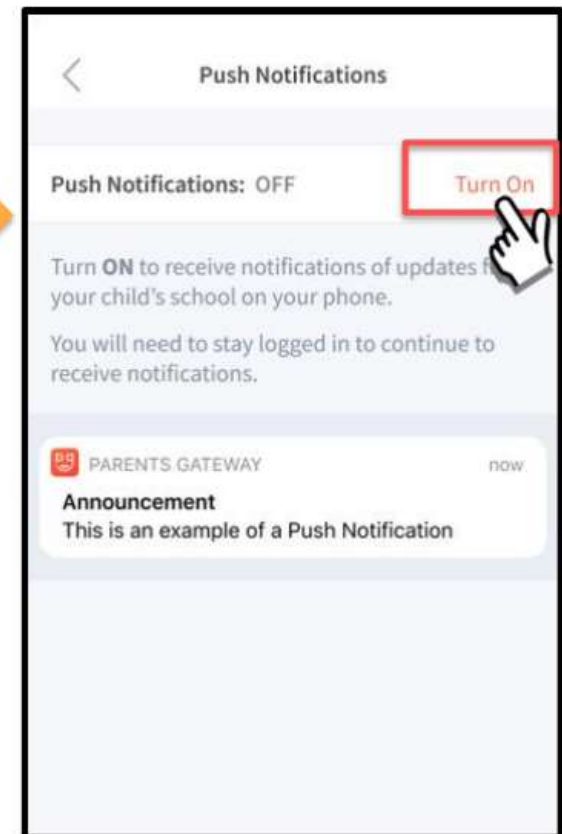 Push Notifications
Push Notifications: OFF Turn On
Turn ON to receive notifications of updates
your child's school on your phone.
You will need to stay logged in to continue to
receive notifications.
PARENTS GATEWAY now
Announcement
This is an example of a Push Notification